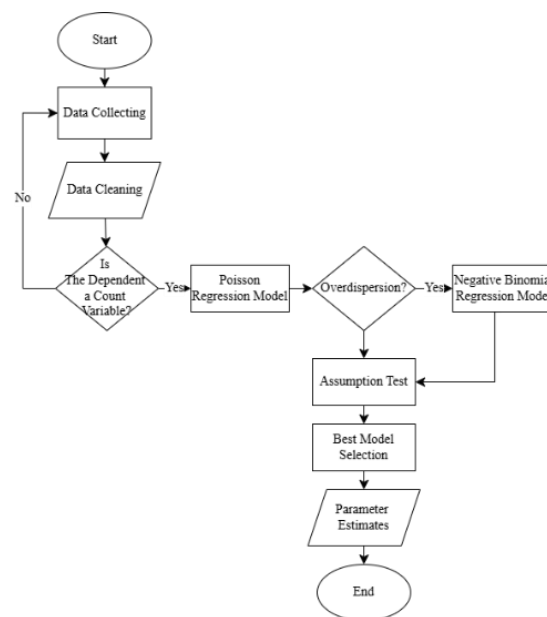 Start
Data Collecting
No
Data Cleaning
Is
The Dependent
a Count
Variable?
Yes
Poisson
Regression Model
Overdispersion?
Yes
Negative Binomia
Regression Mode
Assumption Test
Best Model
Selection
Parameter
Estimates
End